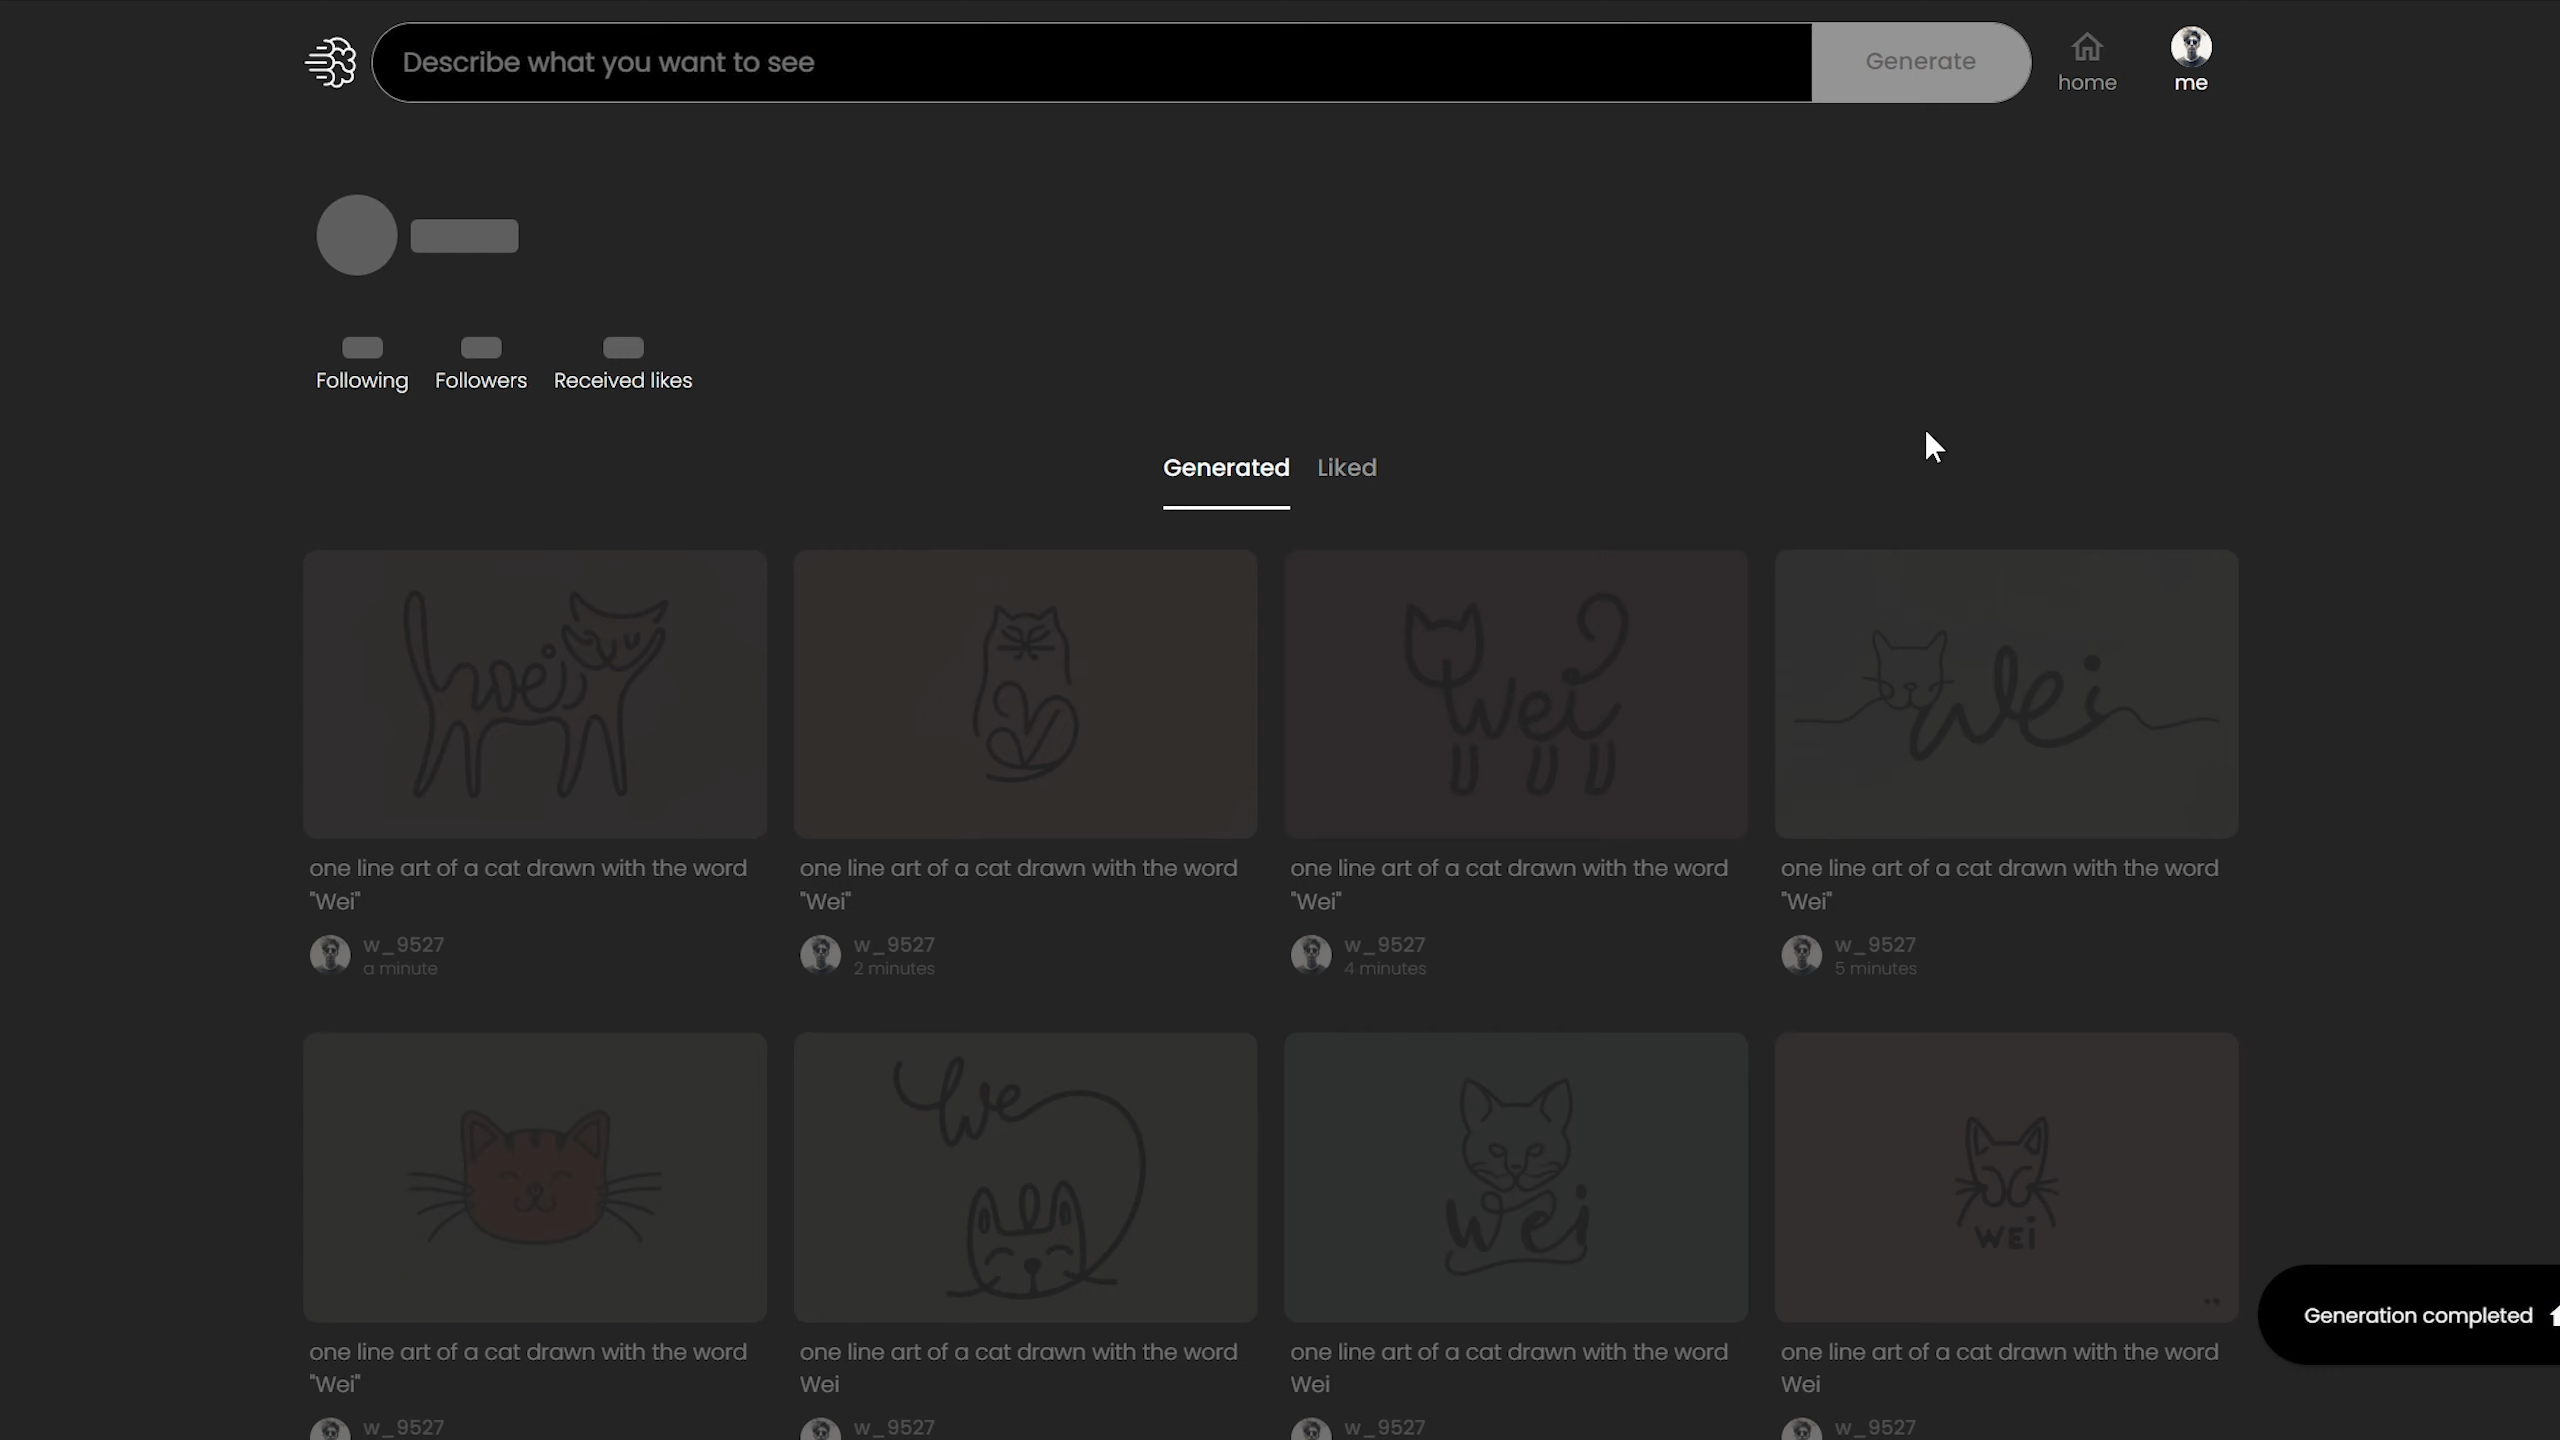 Describe what you want to see
Generate
home
me
Following
Followers
Received likes
Generated
Liked
wei
Wei
Wei
one line art of a cat drawn with the word
"Wei"
one line art of a cat drawn with the word
"Wei"
one line art of a cat drawn with the word
"Wei"
one line art of a cat drawn with the word
"Wei"
w_9527
a minute
w_9527
2 minutes
w_9527
4 minutes
w_9527
5 minutes
We
Wei
WEi
Generation completed
one line art of a cat drawn with the word
"Wei"
one line art of a cat drawn with the word
Wei
one line art of a cat drawn with the word
Wei
one line art of a cat drawn with the word
Wei
w_9527
w_9527
w_9527
w_9527